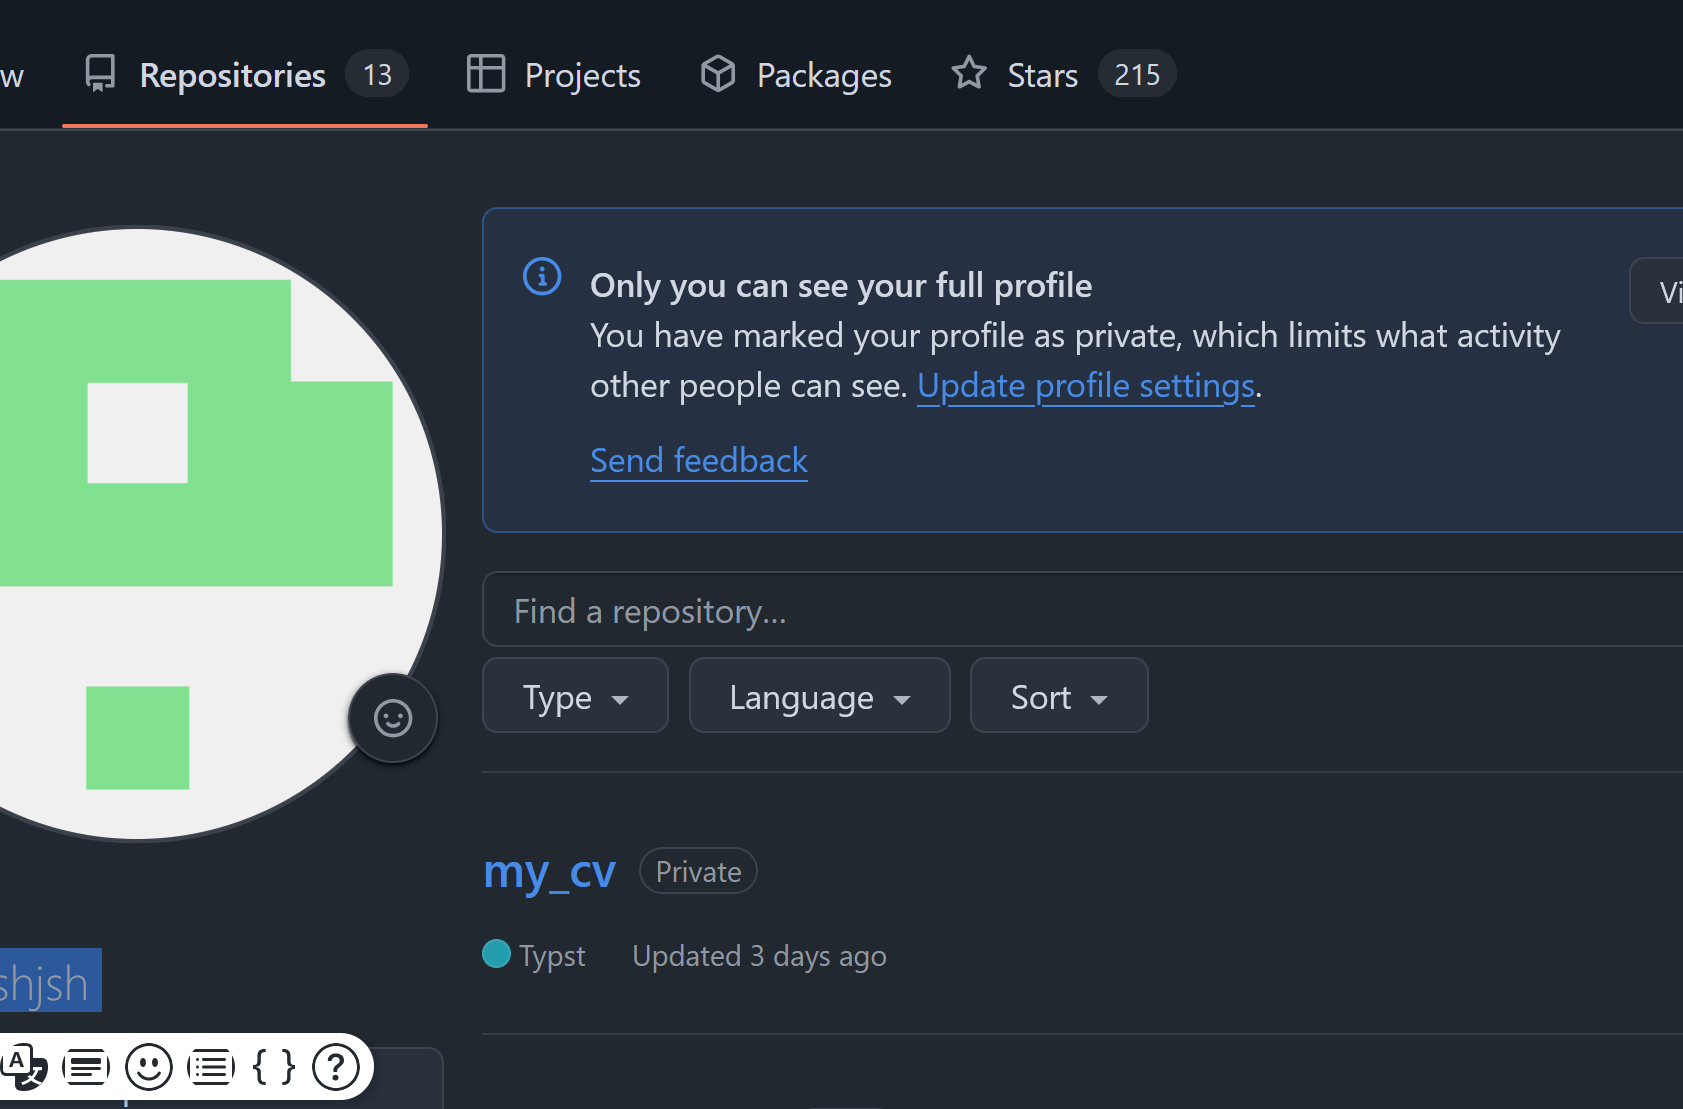 w Repositories 13 Projects Packages Stars 215
Only you can see your full profile
Vi
You have marked your profile as private, which limits what activity
other people can see. Update profile settings.
Send feedback
Find a repository...
Type Language Sort
my_cv Private
Typst Updated 3 days ago
shjsh
A 文 { } ?